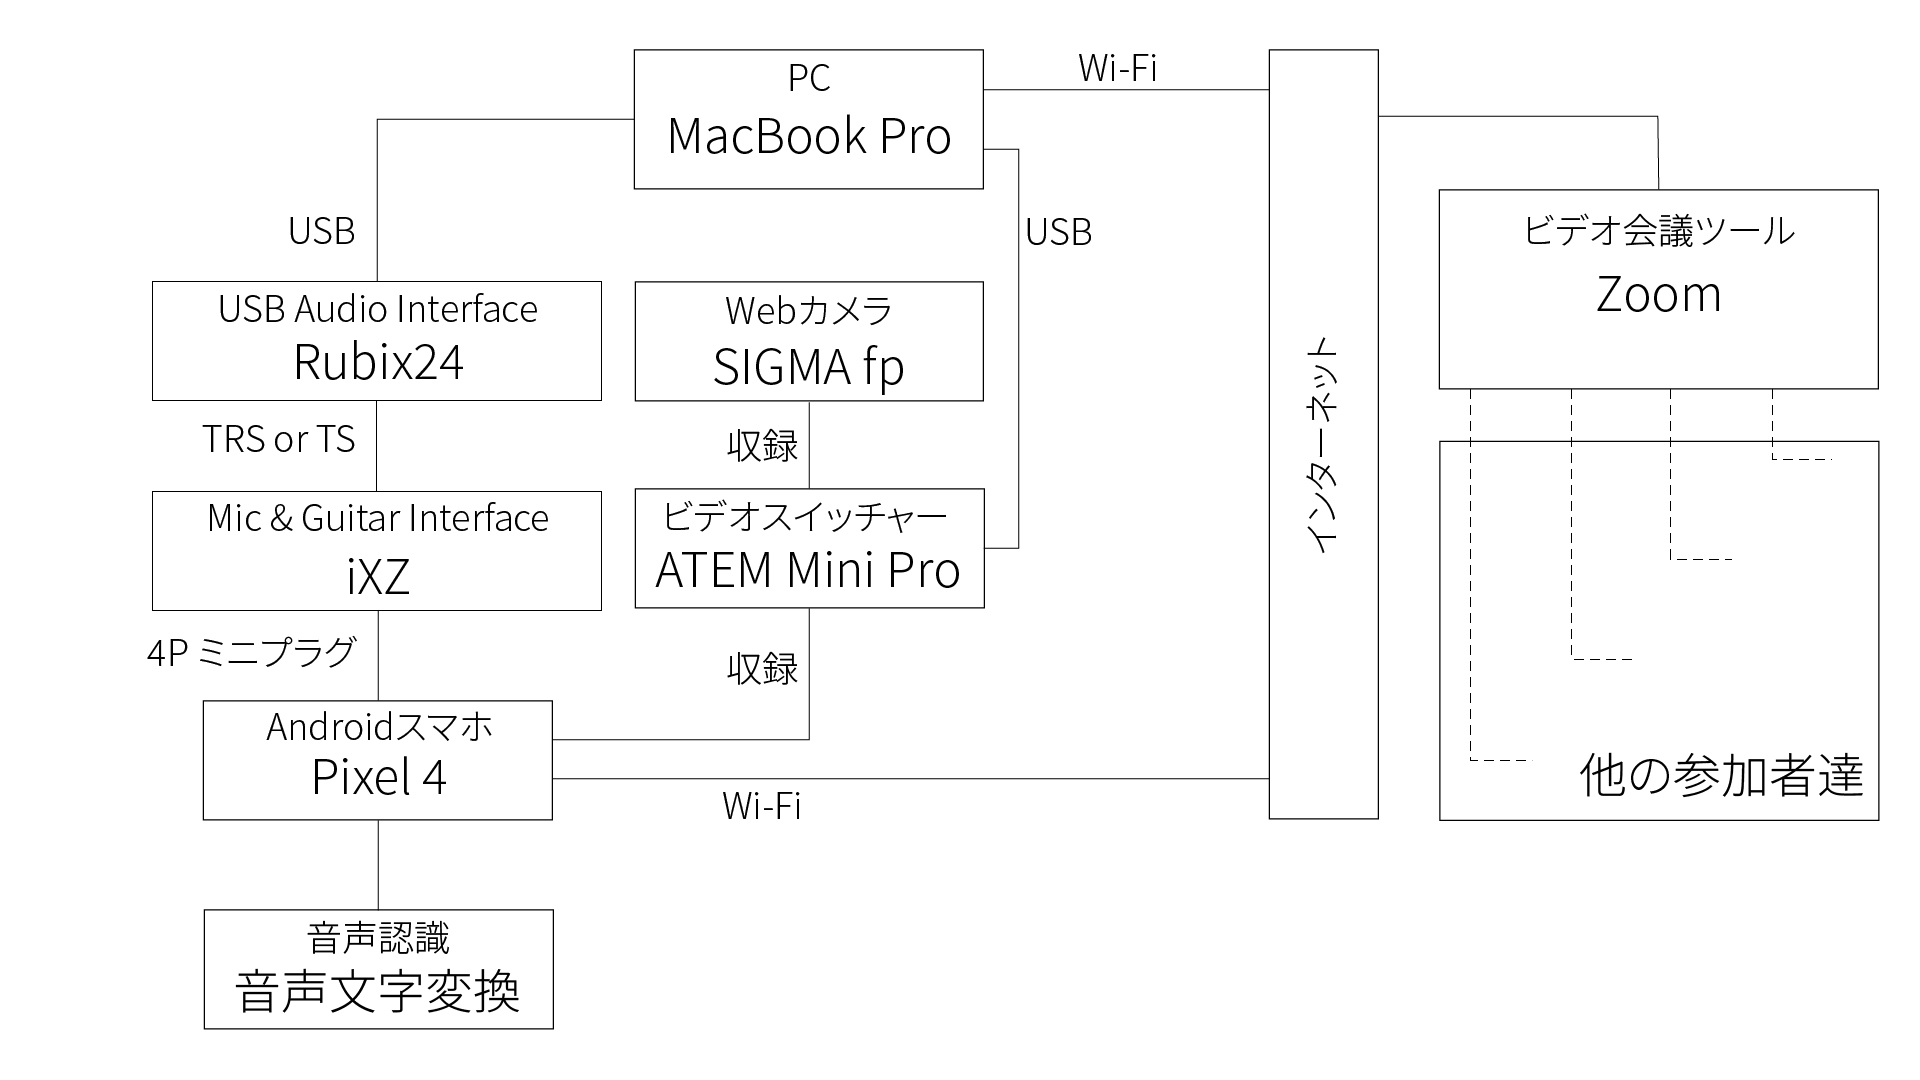 PC
MacBook Pro
Wi-Fi
USB
USB
USB Audio Interface
Rubix24
Webカメラ
SIGMA fp
ビデオ会議ツール
Zoom
TRS or TS
収録
インターネット
Mic & Guitar Interface
iXZ
ビデオスイッチャー
ATEM Mini Pro
4P ミニプラグ
収録
Androidスマホ
Pixel 4
Wi-Fi
他の参加者達
音声認識
音声文字変換